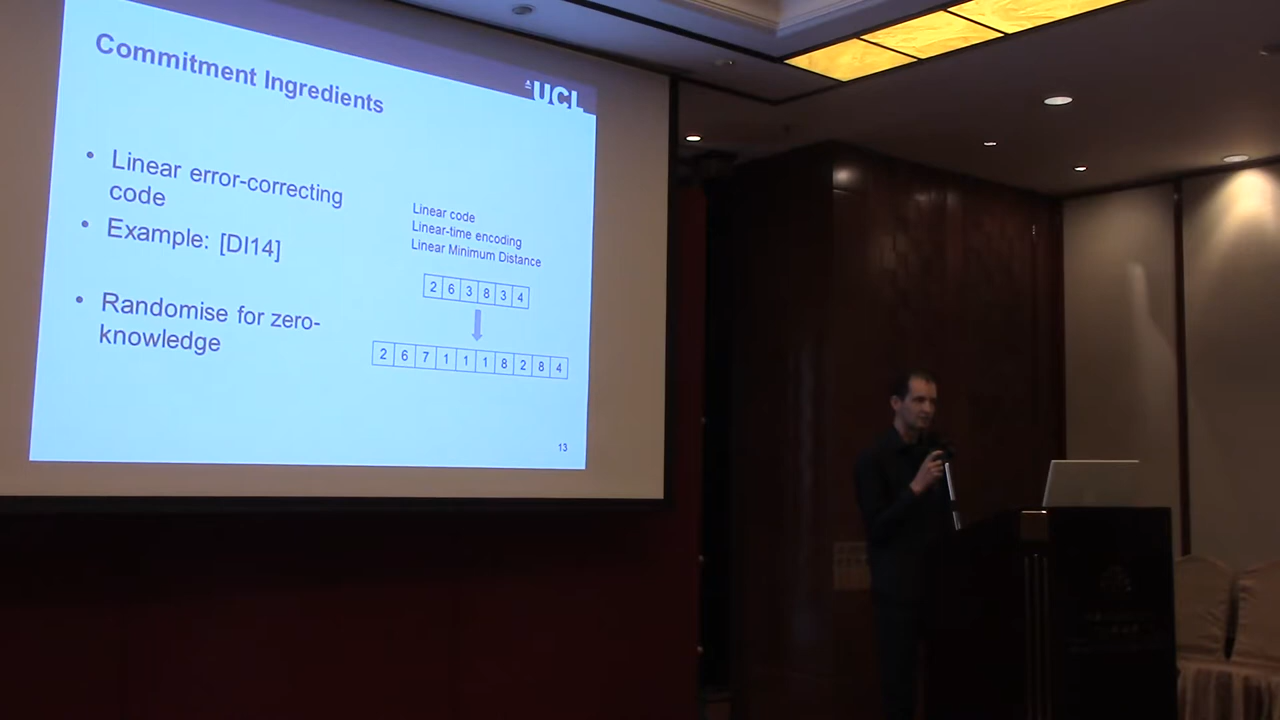 Commitment Ingredients
UCL
• Linear error-correcting
code
• Example: [DI14]
• Randomise for zero-
knowledge
Linear code
Linear-time encoding
Linear Minimum Distance
2 6 3 8 3 4
2 6 7 1 1 1 8 2 8 4
13